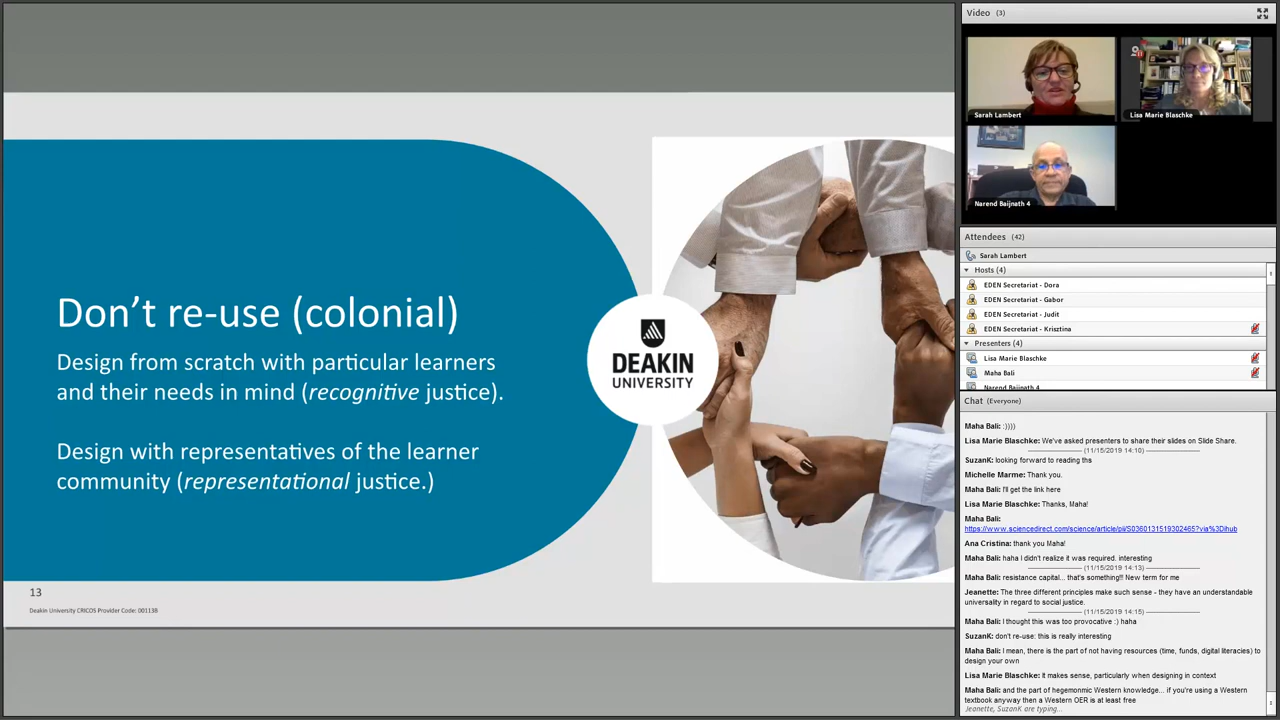 Don't re-use (colonial)
Design from scratch with particular learners
and their needs in mind (recognitive justice).
Design with representatives of the learner
community (representational justice.)
DEAKIN
UNIVERSITY
13
Deakin University CRICOS Provider Code: 00113B
Video (3)
Sarah Lambert
Lisa Marie Blaschke
Narend Baijnath 4
Attendees (42)
Sarah Lambert
Hosts (4)
EDEN Secretariat - Dora
EDEN Secretariat - Gabor
EDEN Secretariat - Judit
EDEN Secretariat - Krisztina
Presenters (4)
Lisa Marie Blaschke
Maha Bali
Narend Baijnath 4
Chat (Everyone)
Maha Bali: :))))
Lisa Marie Blaschke: We've asked presenters to share their slides on Slide Share.
(11/15/2019 14:10)
SuzanK: looking forward to reading ths
Michelle Marme: Thank you.
Maha Bali: I'll get the link here
Lisa Marie Blaschke: Thanks, Maha!
Maha Bali:
https://www.sciencedirect.com/science/article/pii/S0360131519302465?via%3Dihub
Ana Cristina: thank you Maha!
Maha Bali: haha I didn't realize it was required. interesting
(11/15/2019 14:13)
Maha Bali: resistance capital... that's something!! New term for me
Jeanette: The three different principles make such sense - they have an understandable
universality in regard to social justice.
(11/15/2019 14:15)
Maha Bali: I thought this was too provocative :) haha
SuzanK: don't re-use: this is really interesting
Maha Bali: I mean, there is the part of not having resources (time, funds, digital literacies) to
design your own
Lisa Marie Blaschke: It makes sense, particularly when designing in context
Maha Bali: and the part of hegemonmic Western knowledge... if you're using a Western
textbook anyway then a Western OER is at least free
Jeanette, SuzanK are typing...